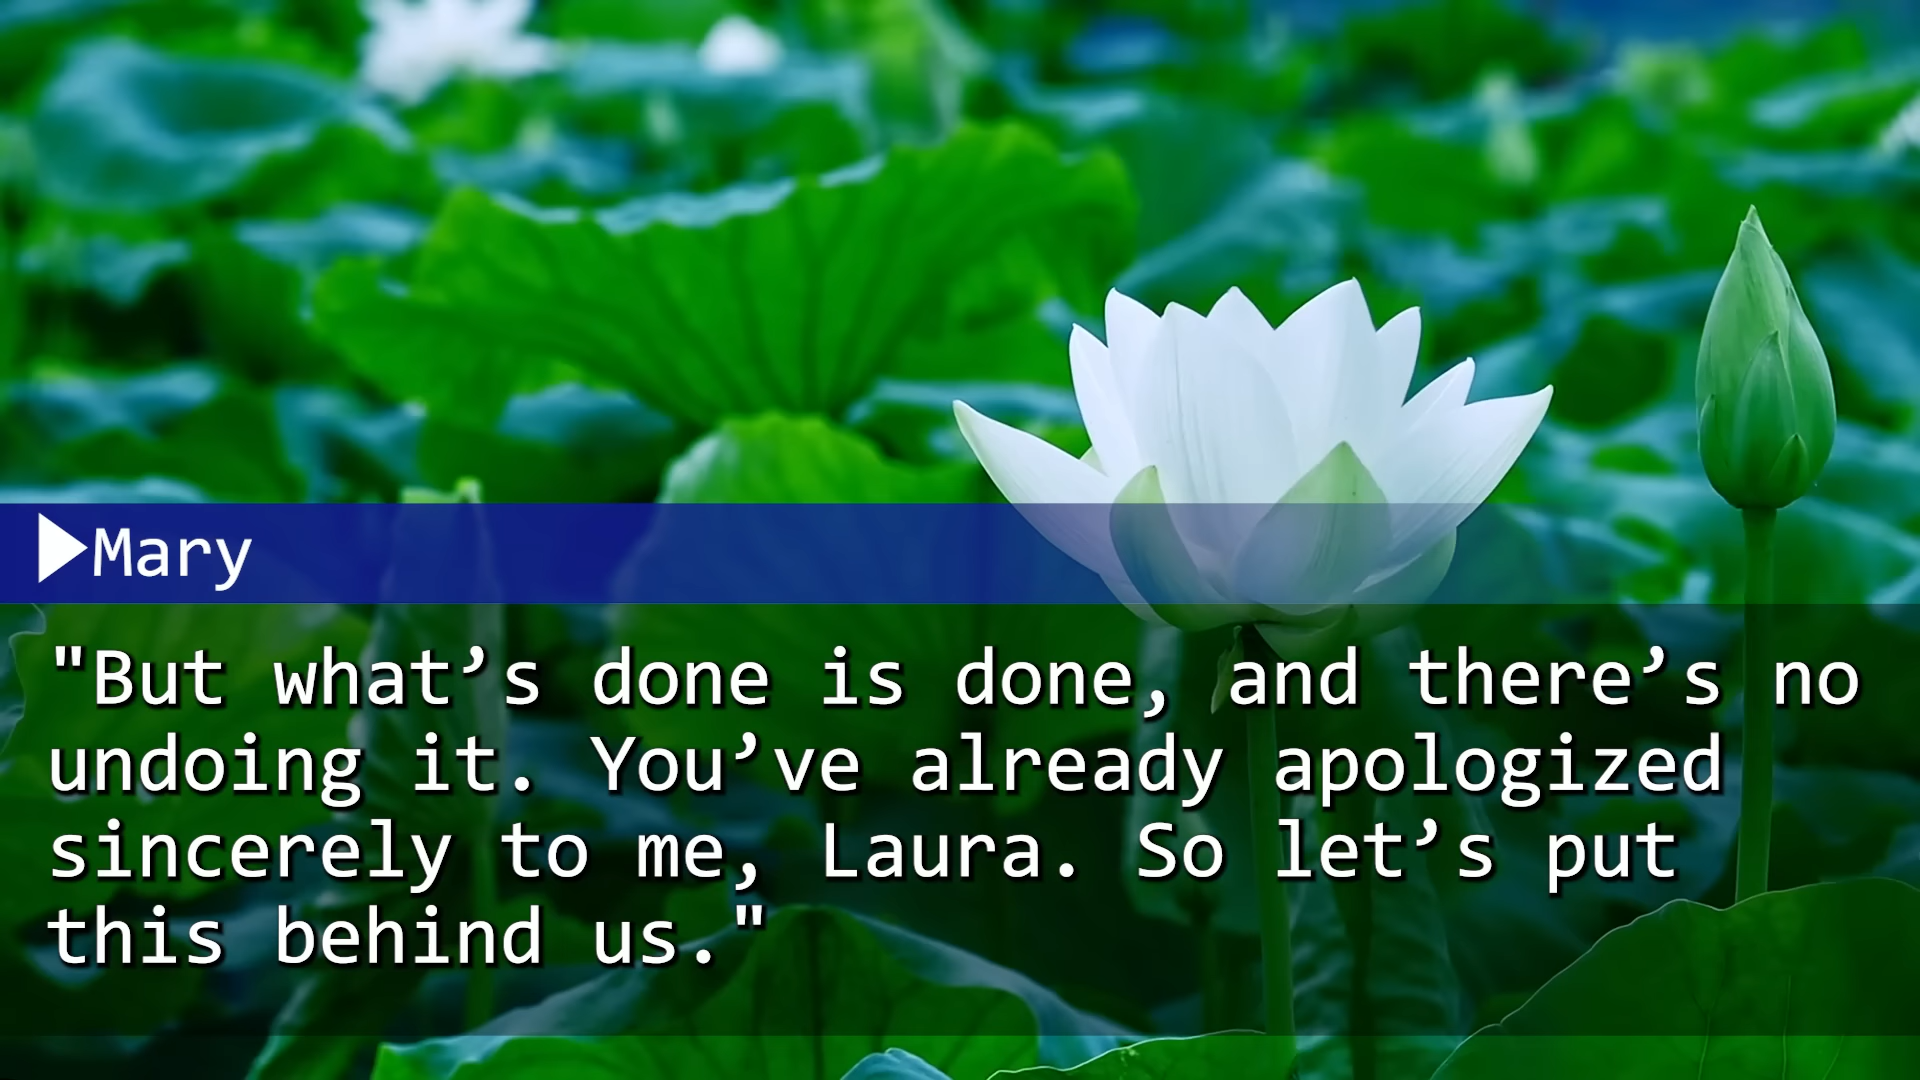 Mary
"But what’s done is done, and there’s no
undoing it. You’ve already apologized
sincerely to me, Laura. So let’s put
this behind us."